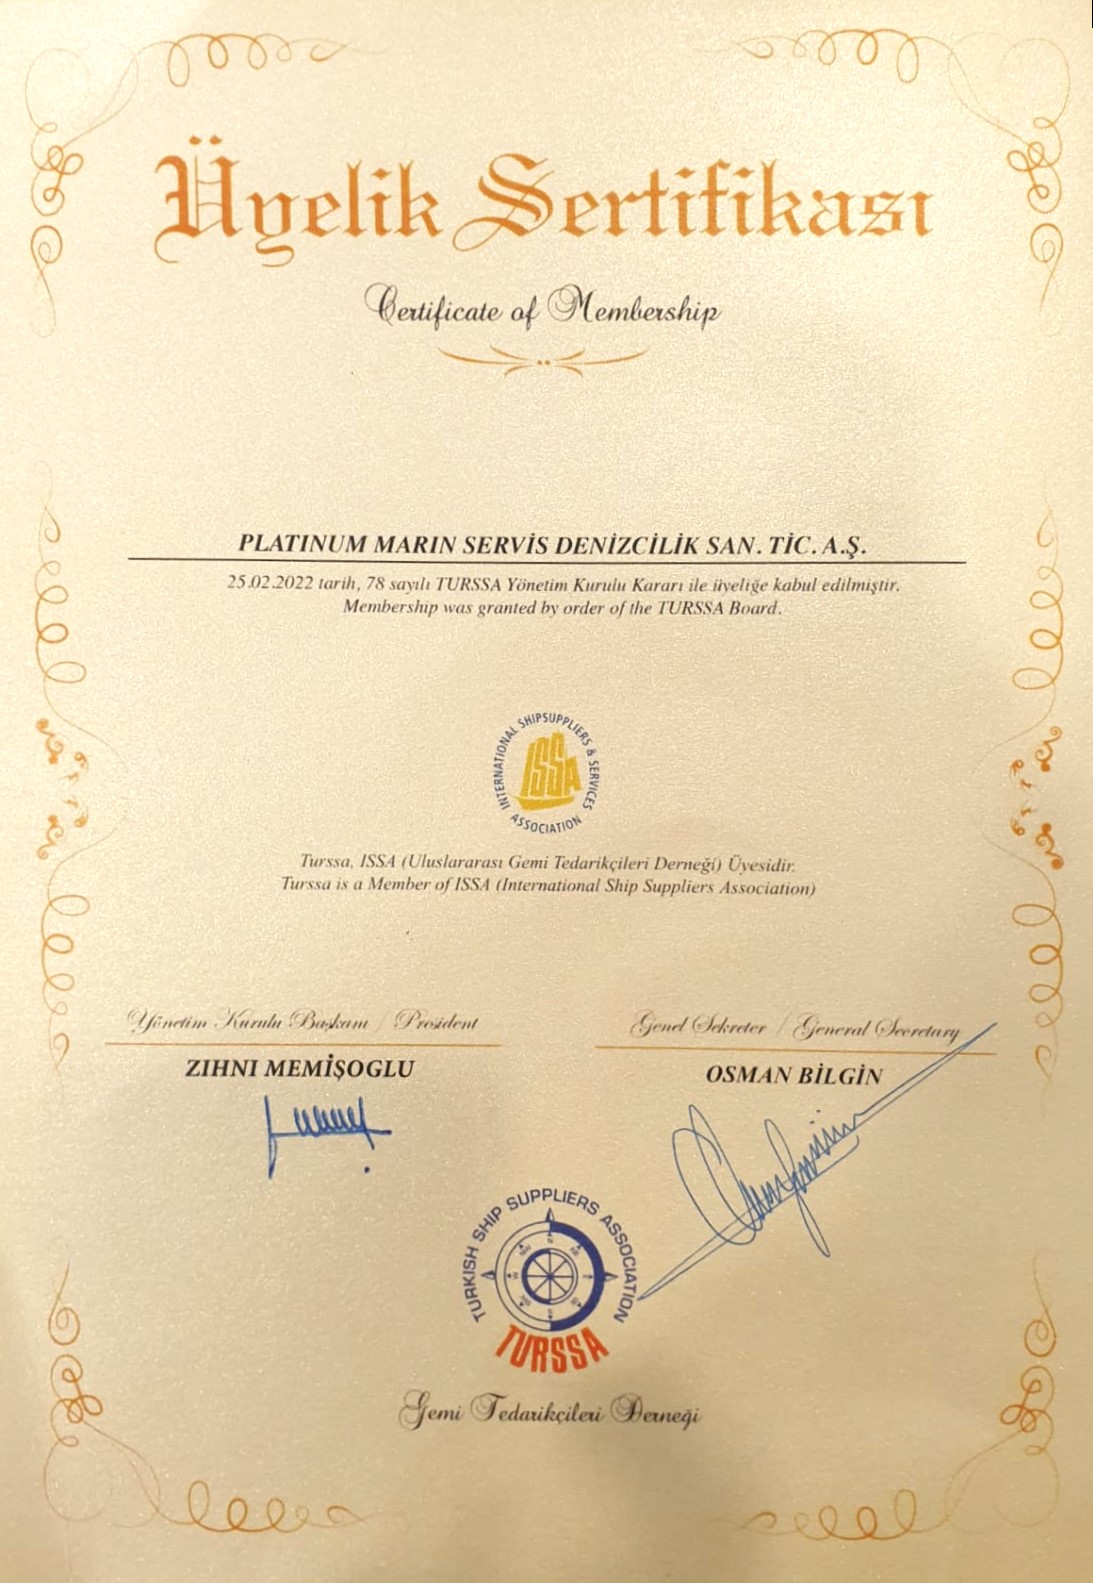 Üyelik Sertifikası
Certificate of Membership
PLATINUM MARIN SERVİS DENİZCİLİK SAN. TİC. A.Ş.
25.02.2022 tarih, 78 sayılı TURSSA Yönetim Kurulu Kararı ile üyeliğe kabul edilmiştir.
Membership was granted by order of the TURSSA Board.
INTERNATIONAL SHIPSUPPLIERS & SERVICES ASSOCIATION
ISSA
Turssa, ISSA (Uluslararası Gemi Tedarikçileri Derneği) Üyesidir.
Turssa is a Member of ISSA (International Ship Suppliers Association)
Yönetim Kurulu Başkanı / President
ZIHNI MEMİŞOGLU
Genel Sekreter / General Secretary
OSMAN BİLGİN
TURKISH SHIP SUPPLIERS ASSOCIATION
TURSSA
Gemi Tedarikçileri Derneği